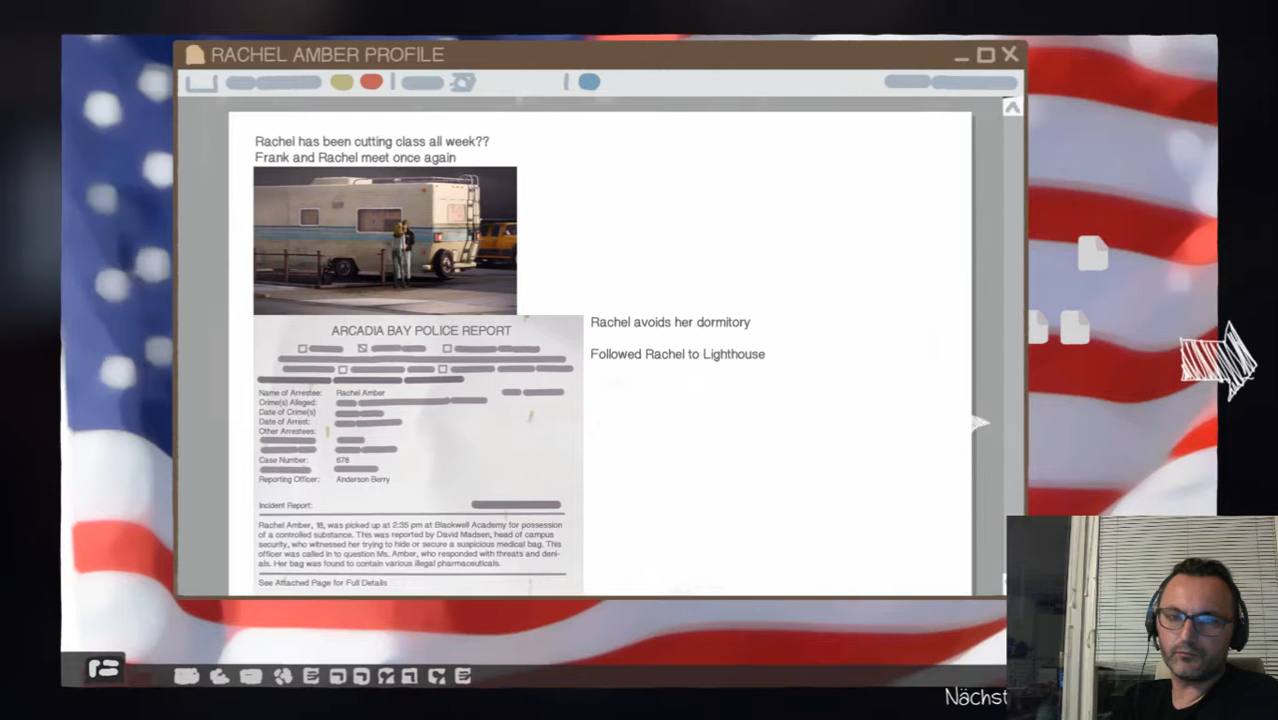 RACHEL AMBER PROFILE
Rachel has been cutting class all week??
Frank and Rachel meet once again
ARCADIA BAY POLICE REPORT
Name of Arrestee: Rachel Amber
Crime(s) Alleged:
Date of Crime(s)
Date of Arrest:
Other Arrestees:
Case Number: 678
Reporting Officer: Anderson Berry
Incident Report:
Rachel Amber, 18, was picked up at 2:35 pm at Blackwell Academy for possession
of a controlled substance. This was reported by David Madsen, head of campus
security, who witnessed her trying to hide or secure a suspicious medical bag. This
officer was called in to question Ms. Amber, who responded with threats and deni-
als. Her bag was found to contain various illegal pharmaceuticals.
See Attached Page for Full Details
Rachel avoids her dormitory
Followed Rachel to Lighthouse
Nächst